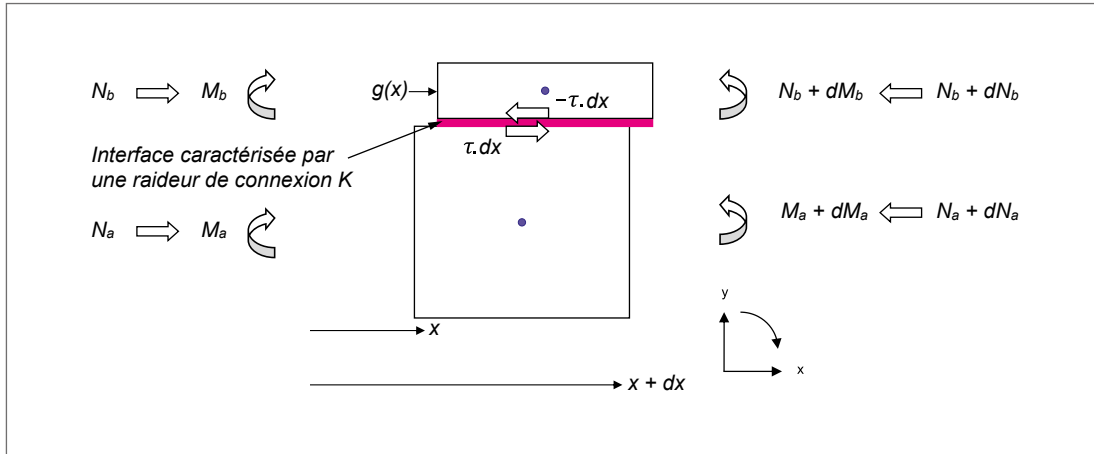 N_b M_b g(x) −τ.dx N_b + dM_b N_b + dN_b
τ.dx
Interface caractérisée par
une raideur de connexion K
N_a M_a M_a + dM_a N_a + dN_a
x
x + dx
y
x